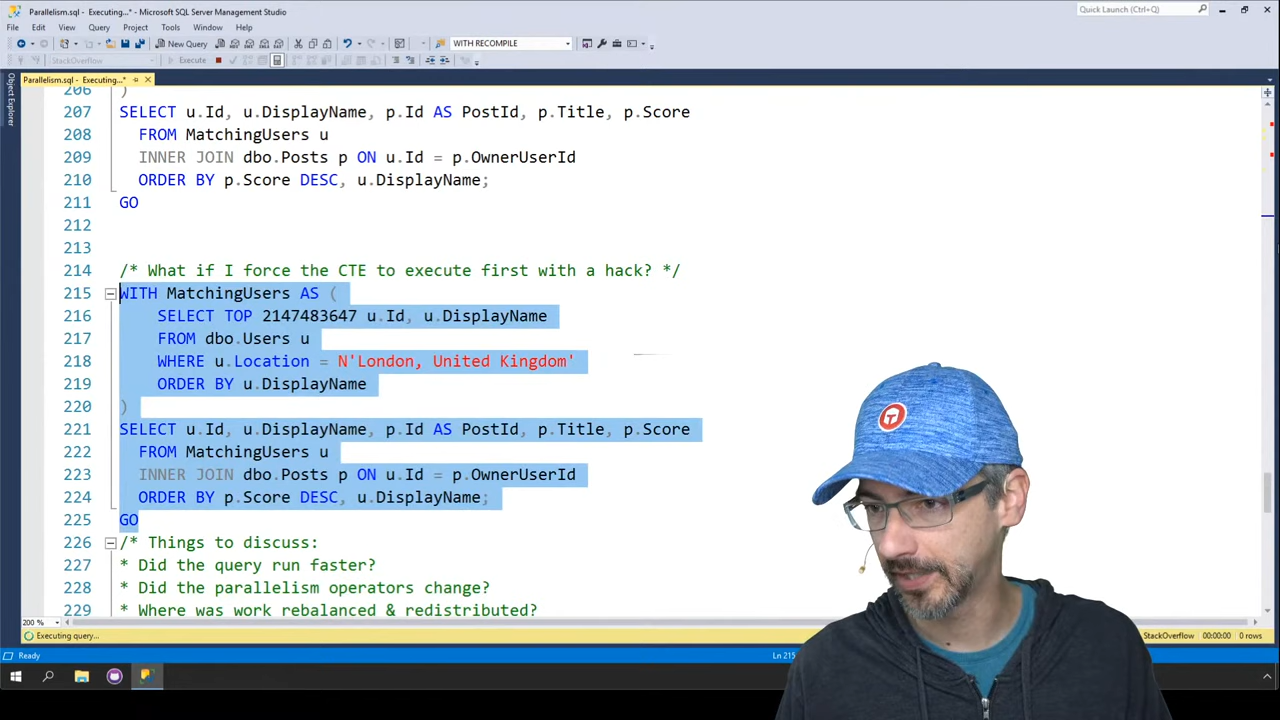 Parallelism.sql - Executing...* - Microsoft SQL Server Management Studio
Quick Launch (Ctrl+Q)
File Edit View Query Project Tools Window Help
New Query
WITH RECOMPILE
StackOverflow
Execute
Parallelism.sql - Executing...*
Object Explorer
206 )
207 SELECT u.Id, u.DisplayName, p.Id AS PostId, p.Title, p.Score
208 FROM MatchingUsers u
209 INNER JOIN dbo.Posts p ON u.Id = p.OwnerUserId
210 ORDER BY p.Score DESC, u.DisplayName;
211 GO
212
213
214 /* What if I force the CTE to execute first with a hack? */
215 WITH MatchingUsers AS (
216 SELECT TOP 2147483647 u.Id, u.DisplayName
217 FROM dbo.Users u
218 WHERE u.Location = N'London, United Kingdom'
219 ORDER BY u.DisplayName
220 )
221 SELECT u.Id, u.DisplayName, p.Id AS PostId, p.Title, p.Score
222 FROM MatchingUsers u
223 INNER JOIN dbo.Posts p ON u.Id = p.OwnerUserId
224 ORDER BY p.Score DESC, u.DisplayName;
225 GO
226 /* Things to discuss:
227 * Did the query run faster?
228 * Did the parallelism operators change?
229 * Where was work rebalanced & redistributed?
200 %
Executing query...
StackOverflow 00:00:00 0 rows
Ready
Ln 215